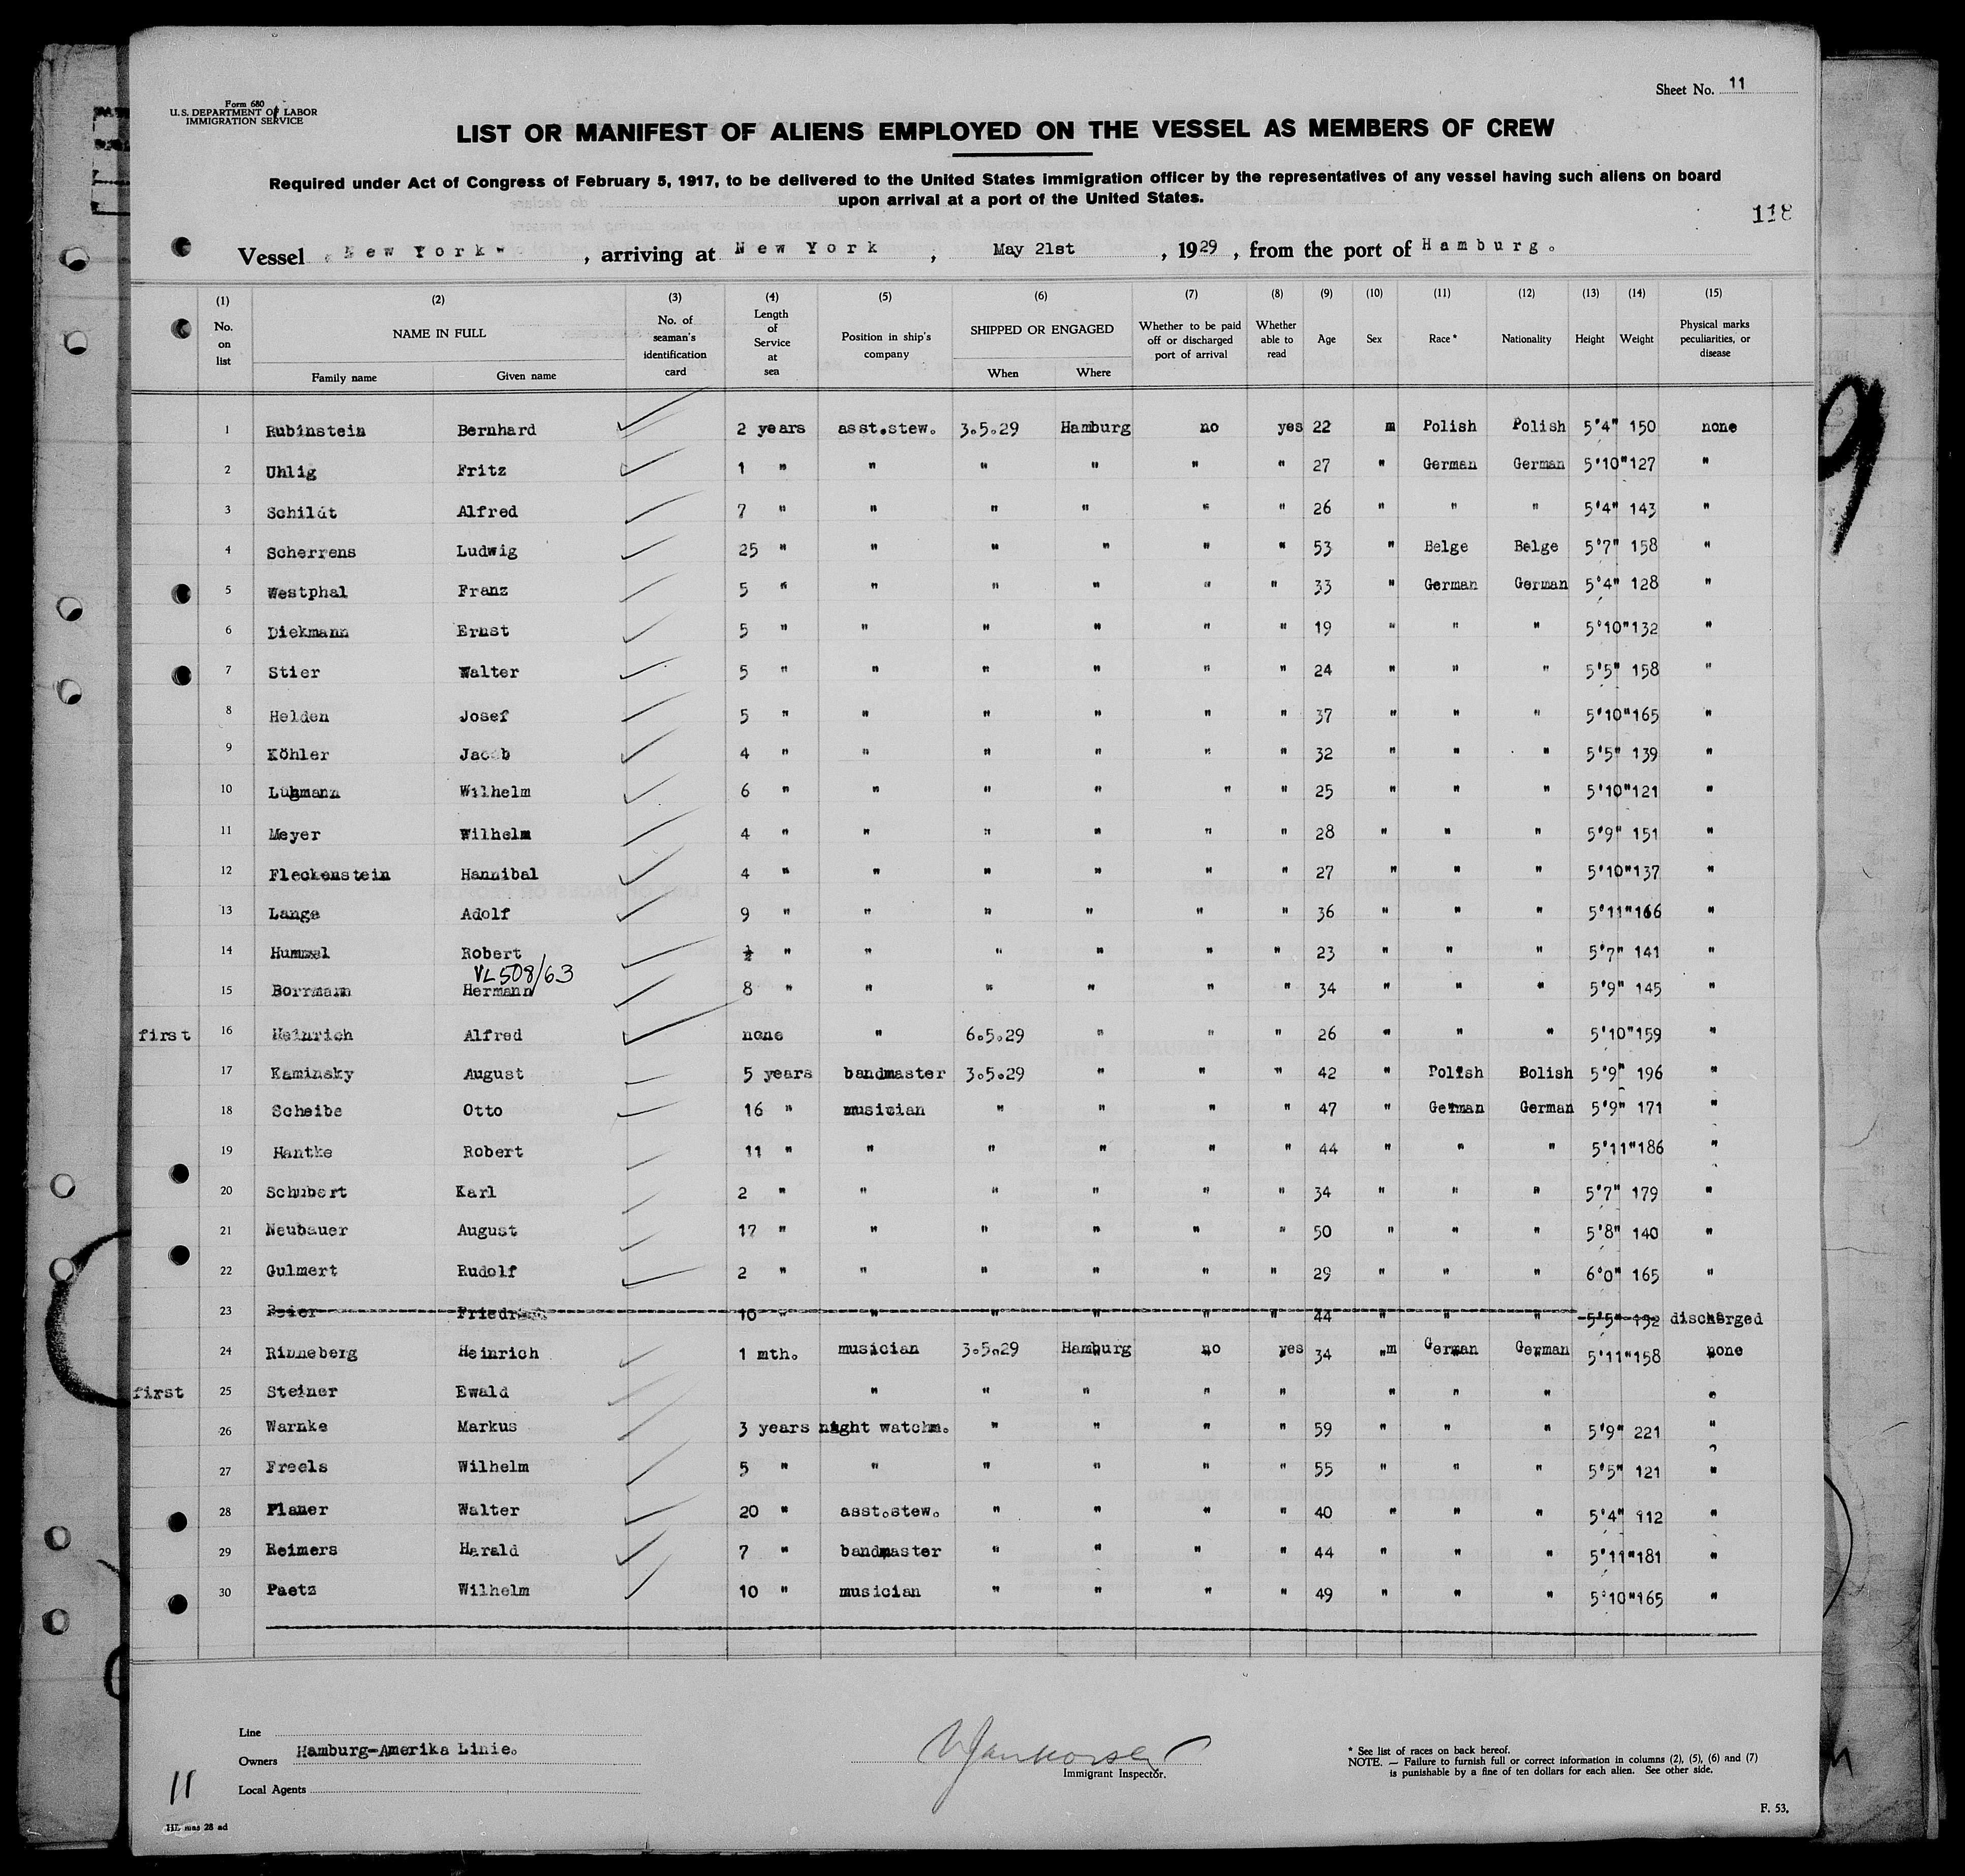 Form 680
U. S. DEPARTMENT OF LABOR
IMMIGRATION SERVICE
Sheet No. 11
LIST OR MANIFEST OF ALIENS EMPLOYED ON THE VESSEL AS MEMBERS OF CREW
Required under Act of Congress of February 5, 1917, to be delivered to the United States immigration officer by the representatives of any vessel having such aliens on board
upon arrival at a port of the United States.
118
Vessel New York" , arriving at New York , May 21st , 1929 , from the port of Hamburg.
(1) (2) (3) (4) (5) (6) (7) (8) (9) (10) (11) (12) (13) (14) (15)
No. on list NAME IN FULL Family name Given name No. of seaman's identification card Length of Service at sea Position in ship's company SHIPPED OR ENGAGED When Where Whether to be paid off or discharged port of arrival Whether able to read Age Sex Race * Nationality Height Weight Physical marks peculiarities, or disease
1 Rubinstein Bernhard 2 years asst.stew. 3.5.29 Hamburg no yes 22 m Polish Polish 5'4" 150 none
2 Uhlig Fritz 1 " " " " " " 27 " German German 5'10" 127 "
3 Schildt Alfred 7 " " " " " " 26 " " " 5'4" 143 "
4 Scherrens Ludwig 25 " " " " " " 53 " Belge Belge 5'7" 158 "
5 Westphal Franz 5 " " " " " " 33 " German German 5'4" 128 "
6 Diekmann Ernst 5 " " " " " " 19 " " " 5'10" 132 "
7 Stier Walter 5 " " " " " " 24 " " " 5'5" 158 "
8 Helden Josef 5 " " " " " " 37 " " " 5'10" 165 "
9 Köhler Jacob 4 " " " " " " 32 " " " 5'5" 139 "
10 Lühmann Wilhelm 6 " " " " " " 25 " " " 5'10" 121 "
11 Meyer Wilhelm 4 " " " " " " 28 " " " 5'9" 151 "
12 Fleckenstein Hannibal 4 " " " " " " 27 " " " 5'10" 137 "
13 Lange Adolf 9 " " " " " " 36 " " " 5'11" 166 "
14 Hummel Robert ½ " " " " " " 23 " " " 5'7" 141 "
VL 508/63
15 Borrmann Hermann 8 " " " " " " 34 " " " 5'9" 145 "
first 16 Heinrich Alfred none " 6.5.29 " " " 26 " " " 5'10" 159 "
17 Kaminsky August 5 years bandmaster 3.5.29 " " " 42 " Polish Bolish 5'9" 196 "
18 Scheibe Otto 16 " musician " " " " 47 " German German 5'9" 171 "
19 Hantke Robert 11 " " " " " " 44 " " " 5'11" 186 "
20 Schubert Karl 2 " " " " " " 34 " " " 5'7" 179 "
21 Neubauer August 17 " " " " " " 50 " " " 5'8" 140 "
22 Gulmert Rudolf 2 " " " " " " 29 " " " 6'0" 165 "
23 Beier Friedrich 10 " " " " " " 44 " " " 5'5" 152 discharged
24 Rinneberg Heinrich 1 mth. musician 3.5.29 Hamburg no yes 34 "m German German 5'11" 158 none
first 25 Steiner Ewald " " " " " " " " "
26 Warnke Markus 3 years night watchm. " " " " 59 " " " 5'9" 221 "
27 Freels Wilhelm 5 " " " " " " 55 " " " 5'5" 121 "
28 Planer Walter 20 " asst.stew. " " " " 40 " " " 5'4" 112 "
29 Reimers Harald 7 " bandmaster " " " " 44 " " " 5'11" 181 "
30 Paetz Wilhelm 10 " musician " " " " 49 " " " 5'10" 165 "
Line
Owners Hamburg-Amerika Linie.
Local Agents
Immigrant Inspector.
* See list of races on back hereof.
NOTE. — Failure to furnish full or correct information in columns (2), (5), (6) and (7)
is punishable by a fine of ten dollars for each alien. See other side.
11
F. 53.
HL mas 28 ad
9